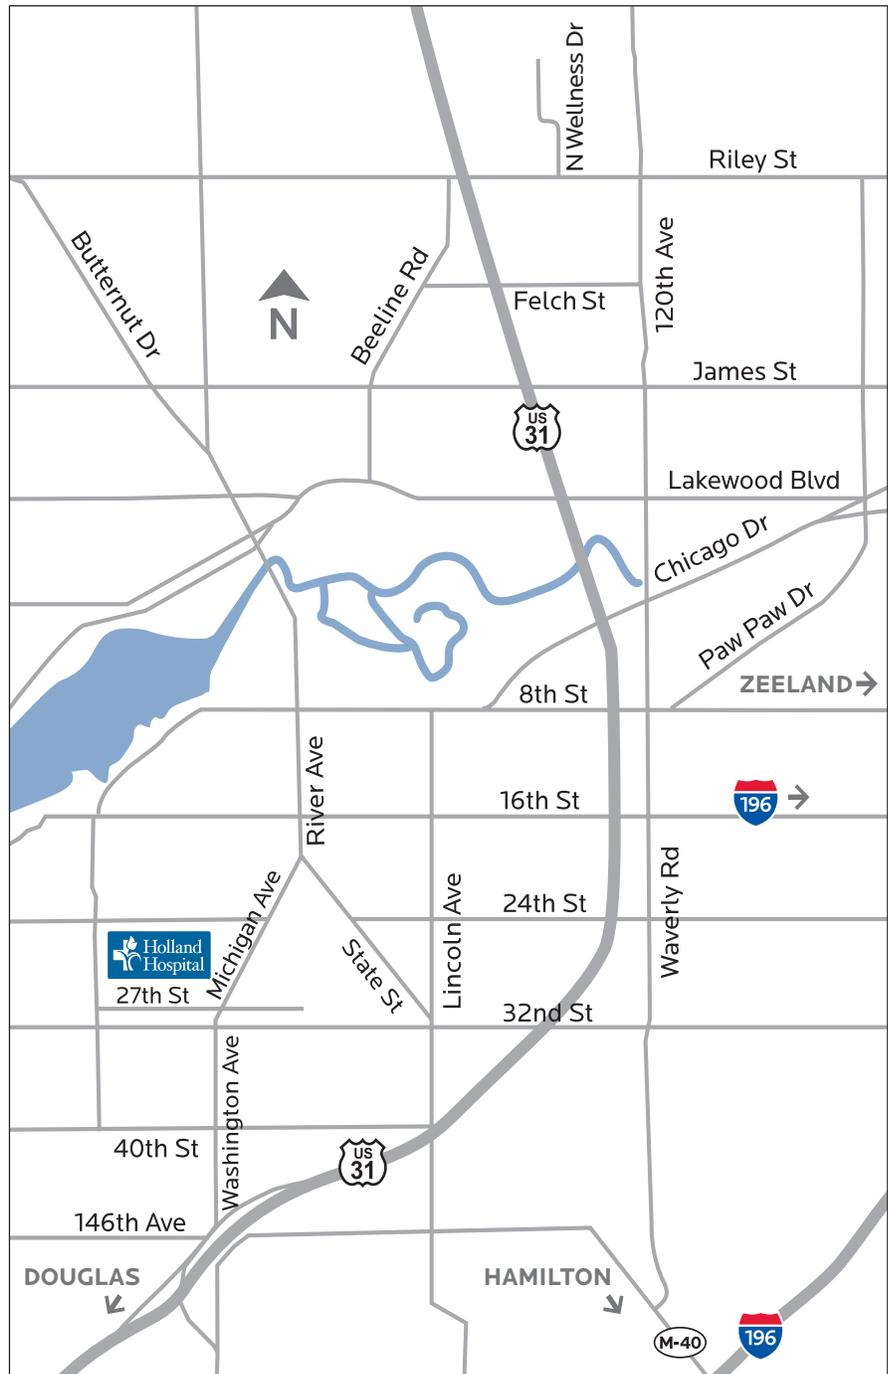 N Wellness Dr
Riley St
Butternut Dr
120th Ave
Beeline Rd
N
Felch St
James St
US
31
Lakewood Blvd
Chicago Dr
Paw Paw Dr
ZEELAND
8th St
River Ave
16th St
196
Waverly Rd
Michigan Ave
Lincoln Ave
24th St
Holland
Hospital
State St
27th St
32nd St
Washington Ave
40th St
US
31
146th Ave
DOUGLAS
HAMILTON
M-40
196